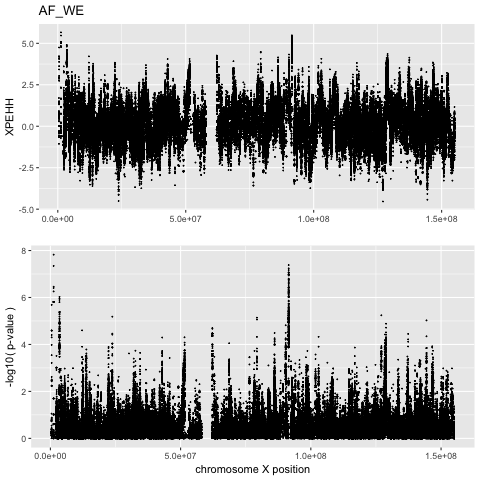 AF_WE
XPEHH
5.0
2.5
0.0
-2.5
-5.0
0.0e+00 5.0e+07 1.0e+08 1.5e+08
-log10( p-value )
8
6
4
2
0
0.0e+00 5.0e+07 1.0e+08 1.5e+08
chromosome X position